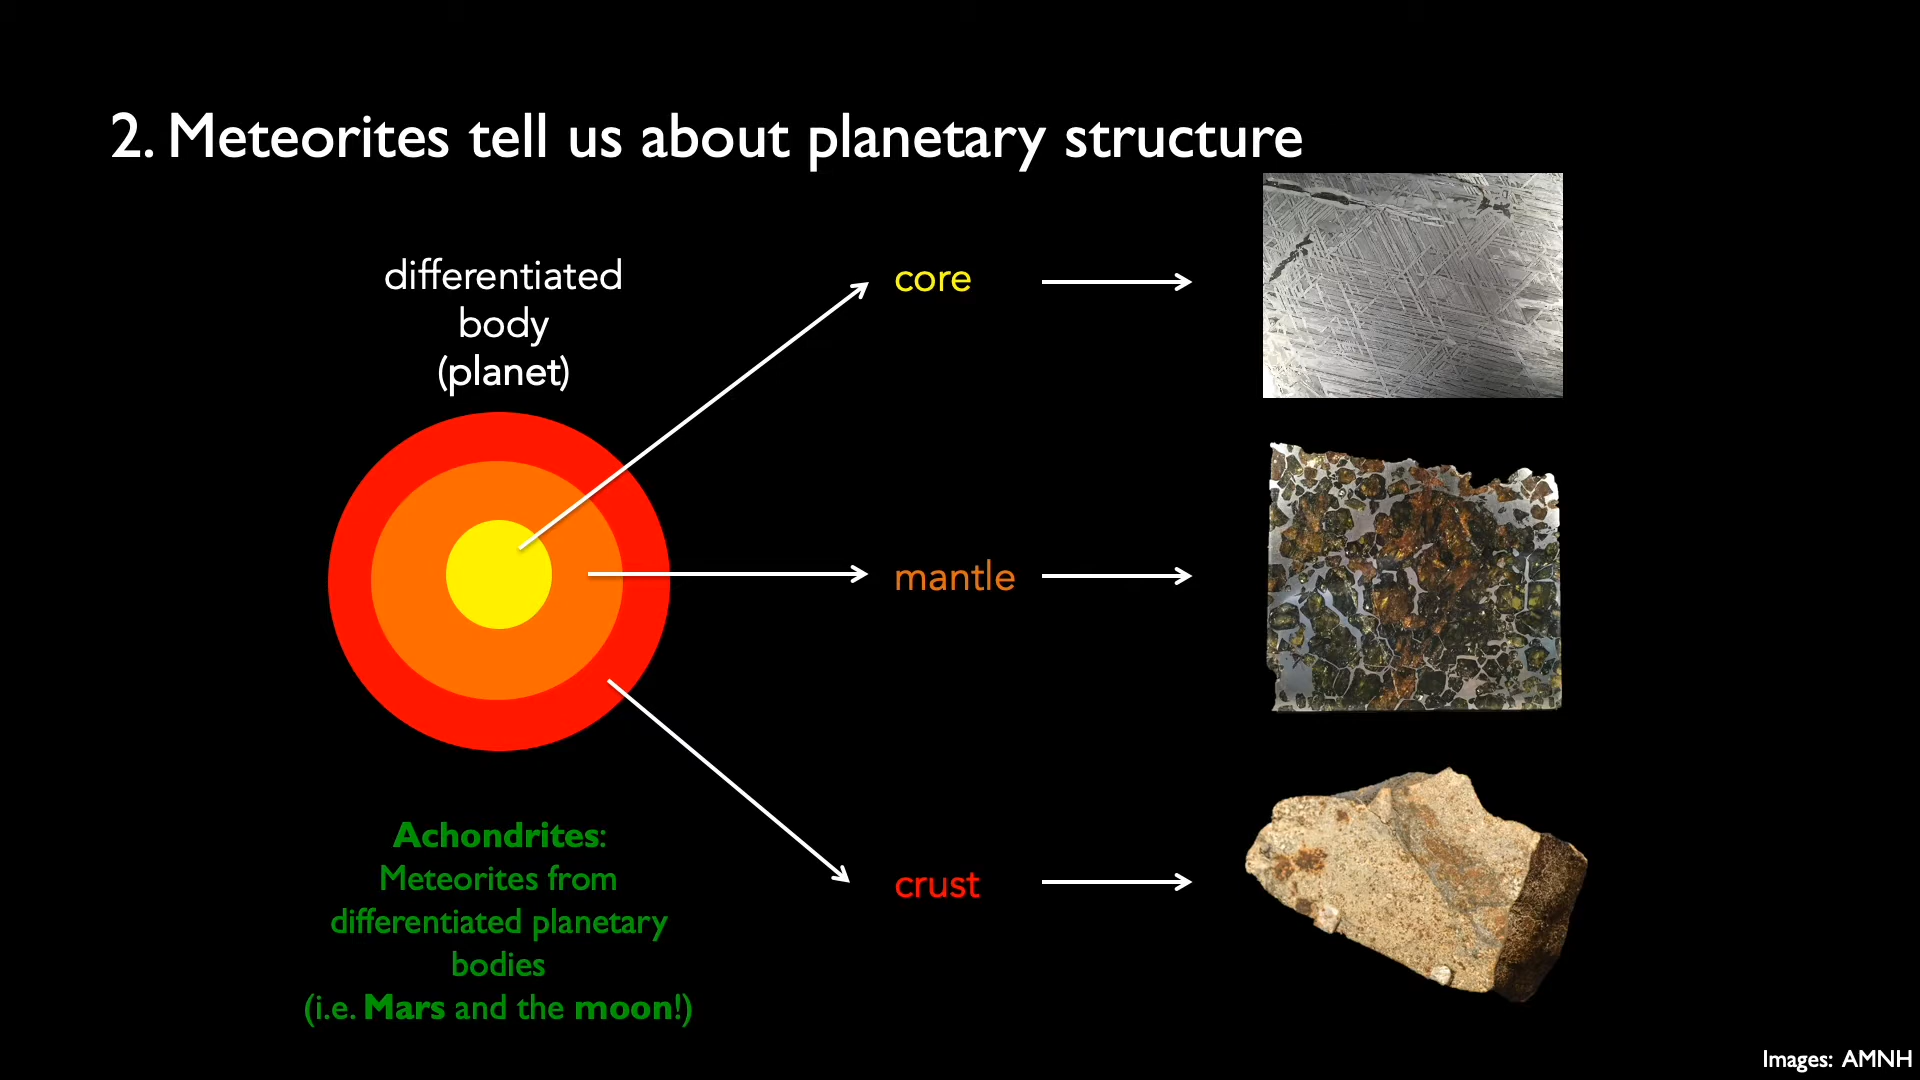 2. Meteorites tell us about planetary structure
differentiated
body
(planet)
core
mantle
crust
Achondrites:
Meteorites from
differentiated planetary
bodies
(i.e. Mars and the moon!)
Images: AMNH